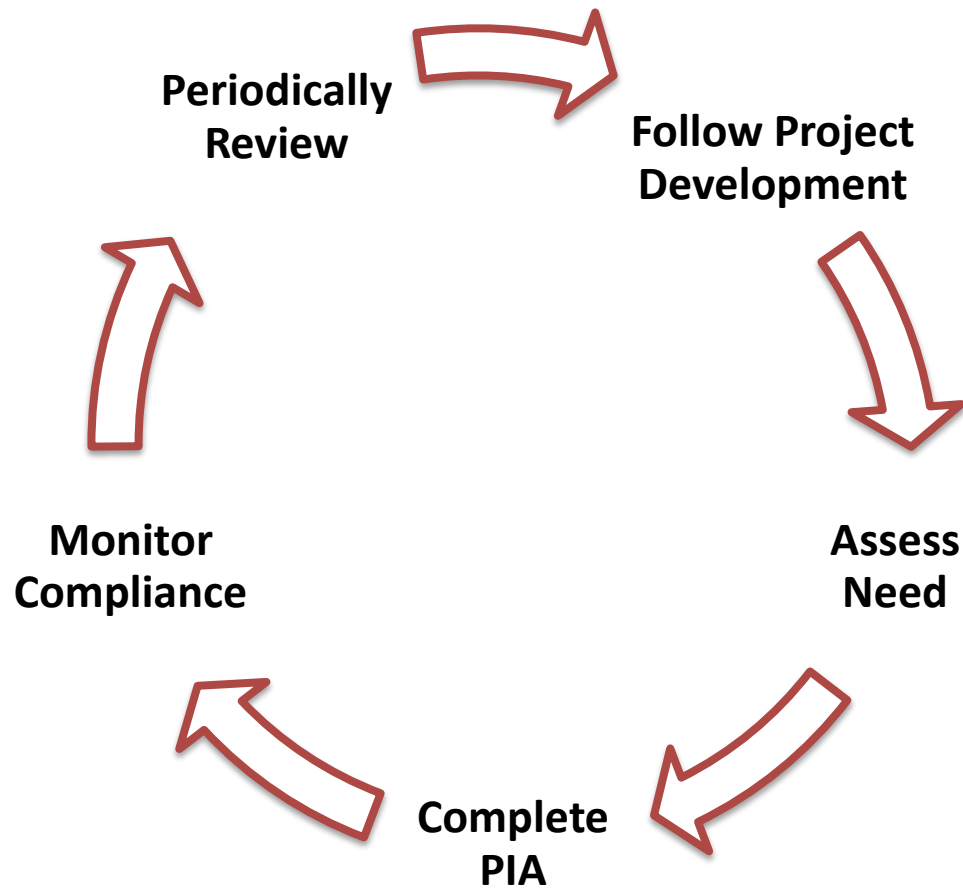 Periodically
Review
Follow Project
Development
Assess
Need
Complete
PIA
Monitor
Compliance